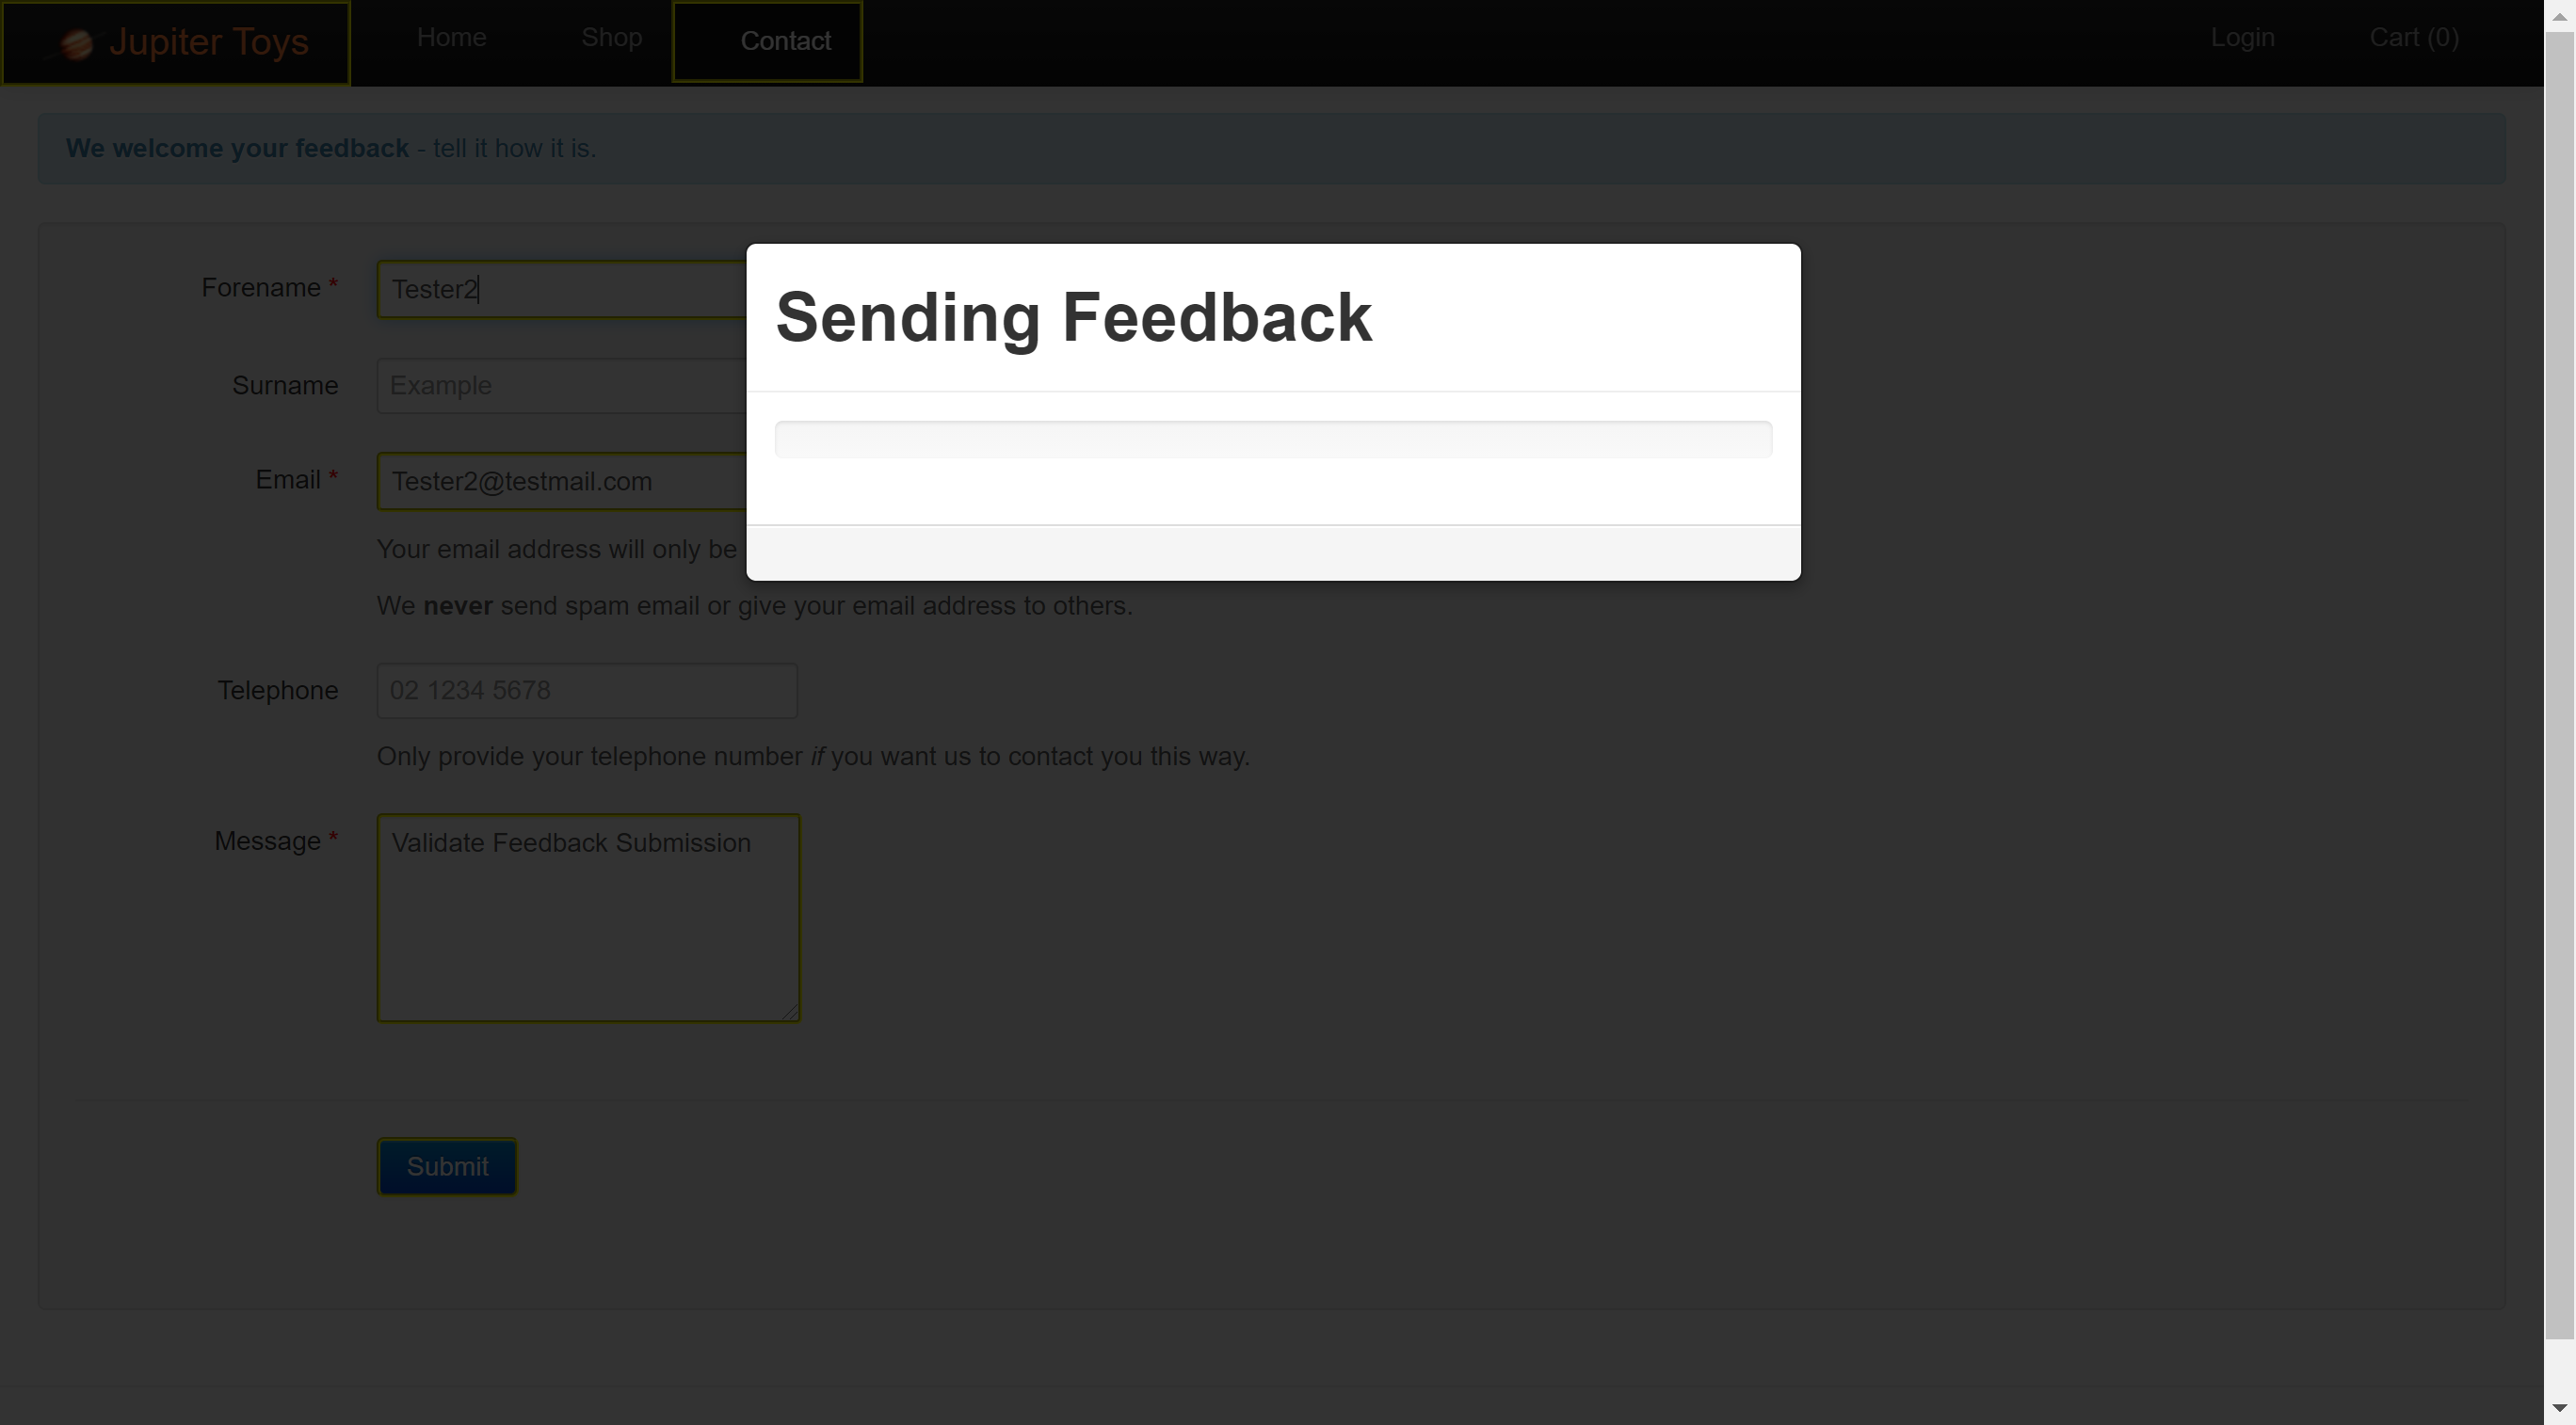 Jupiter Toys Home Shop Contact Login Cart (0)
We welcome your feedback - tell it how it is.
Sending Feedback
Forename * Tester2
Surname Example
Email * Tester2@testmail.com
Your email address will only be
We never send spam email or give your email address to others.
Telephone 02 1234 5678
Only provide your telephone number if you want us to contact you this way.
Message * Validate Feedback Submission
Submit